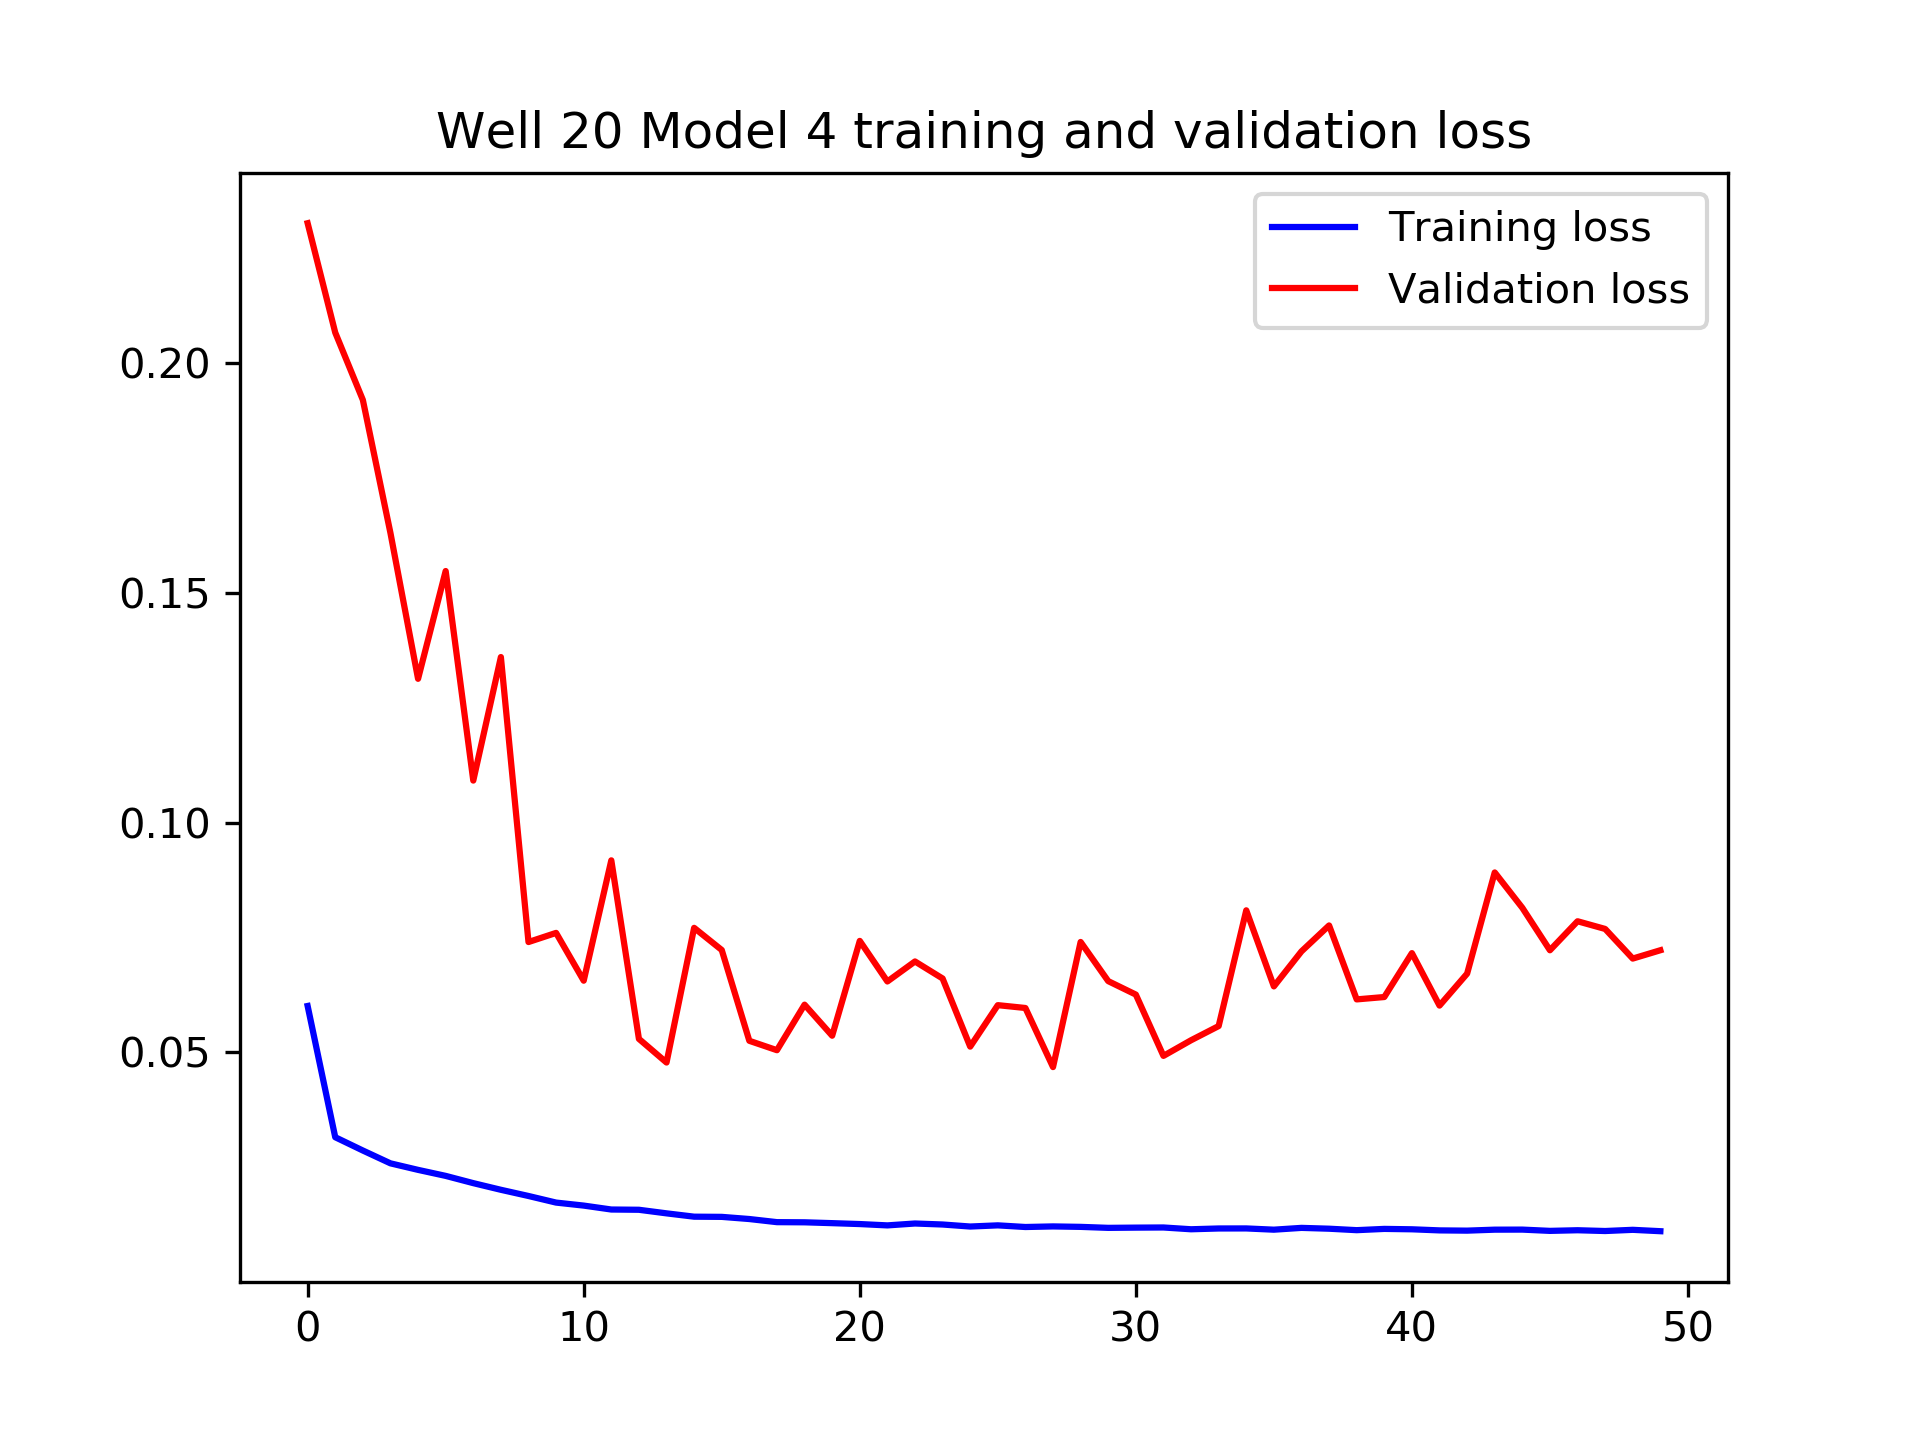 Well 20 Model 4 training and validation loss
Training loss
Validation loss
0.20
0.15
0.10
0.05
0 10 20 30 40 50